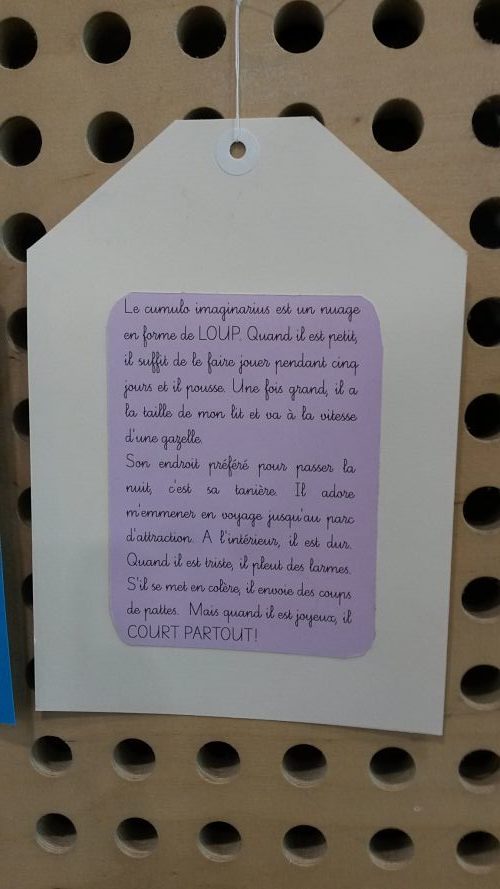 Le cumulo imaginarius est un nuage
en forme de LOUP. Quand il est petit,
il suffit de le faire jouer pendant cinq
jours et il pousse. Une fois grand, il a
la taille de mon lit et va à la vitesse
d'une gazelle.
Son endroit préféré pour passer la
nuit, c'est sa tanière. Il adore
m'emmener en voyage jusqu'au parc
d'attraction. A l'intérieur, il est dur.
Quand il est triste, il pleut des larmes.
S'il se met en colère, il envoie des coups
de pattes. Mais quand il est joyeux, il
COURT PARTOUT!